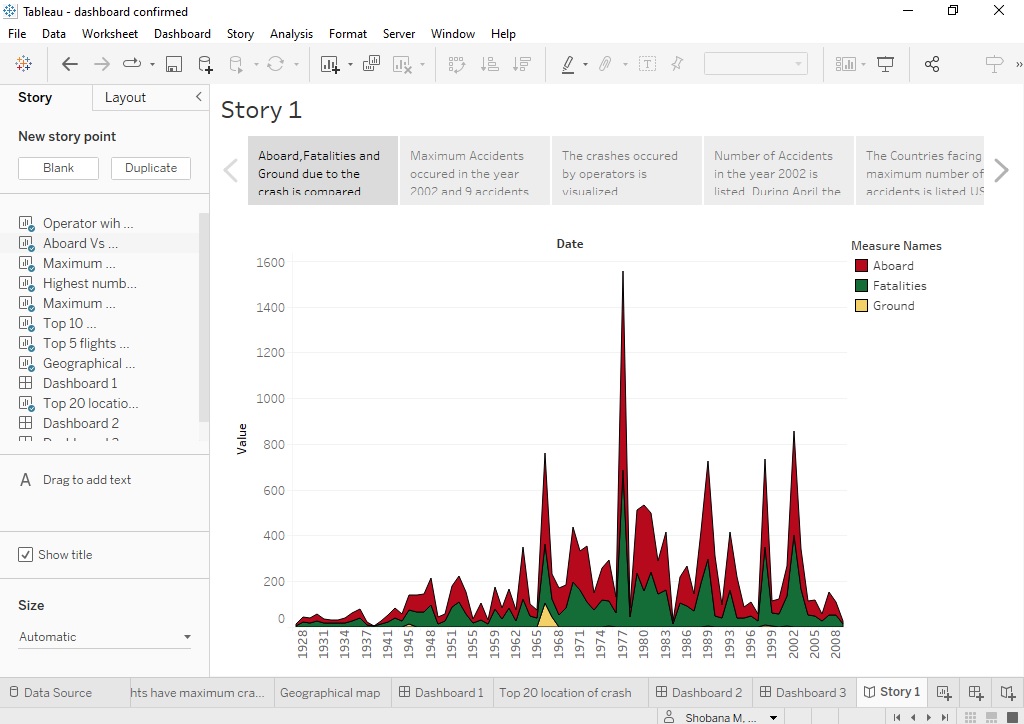 Tableau - dashboard confirmed
File Data Worksheet Dashboard Story Analysis Format Server Window Help
Story Layout
New story point
Blank Duplicate
Operator wih ...
Aboard Vs ...
Maximum ...
Highest numb...
Maximum ...
Top 10 ...
Top 5 flights ...
Geographical ...
Dashboard 1
Top 20 locatio...
Dashboard 2
A Drag to add text
Show title
Size
Automatic
Story 1
Aboard,Fatalities and
Ground due to the
crash is compared
Maximum Accidents
occured in the year
2002 and 9 accidents
The crashes occured
by operators is
visualized
Number of Accidents
in the year 2002 is
listed. During April the
The Countries facing
maximum number of
accidents is listed US
Date
Value
1600
1400
1200
1000
800
600
400
200
0
1928 1931 1934 1937 1941 1945 1948 1951 1955 1959 1962 1965 1968 1971 1974 1977 1980 1983 1986 1989 1993 1996 1999 2002 2005 2008
Measure Names
Aboard
Fatalities
Ground
Data Source hts have maximum cra... Geographical map Dashboard 1 Top 20 location of crash Dashboard 2 Dashboard 3 Story 1
Shobana M, ...